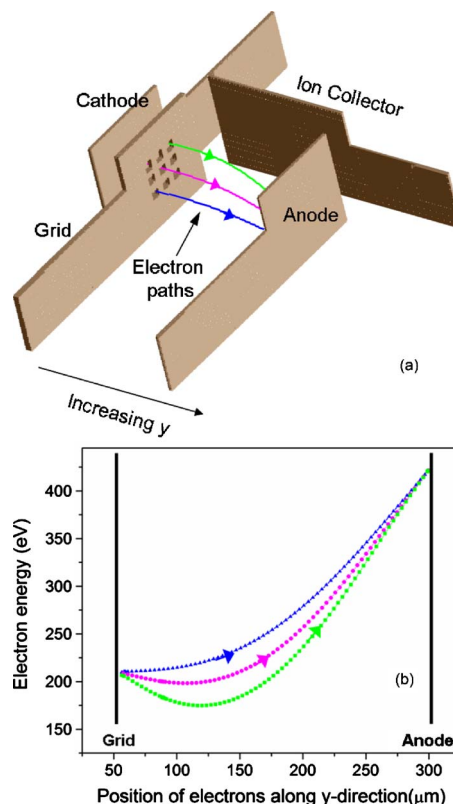 Cathode
Ion Collector
Grid
Anode
Electron
paths
Increasing y
(a)
Electron energy (eV)
400
350
300
250
200
150
(b)
Grid
Anode
50
100
150
200
250
300
Position of electrons along y-direction(μm)